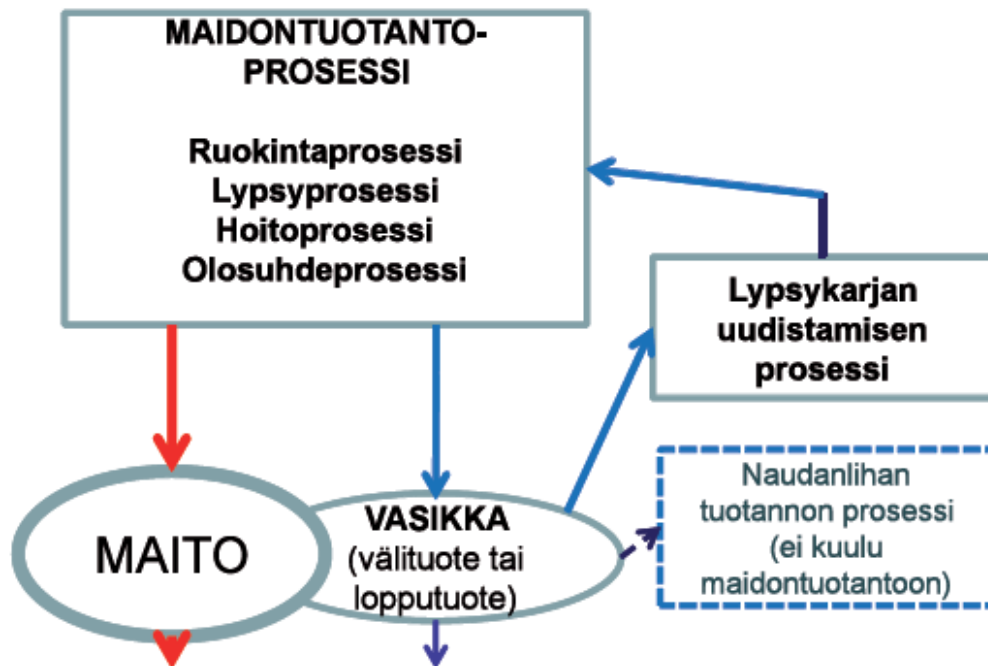 MAIDONTUOTANTO-
PROSESSI
Ruokintaprosessi
Lypsyprosessi
Hoitoprosessi
Olosuhdeprosessi
Lypsykarjan
uudistamisen
prosessi
Naudanlihan
tuotannon prosessi
(ei kuulu
maidontuotantoon)
MAITO
VASIKKA
(välituote tai
lopputuote)